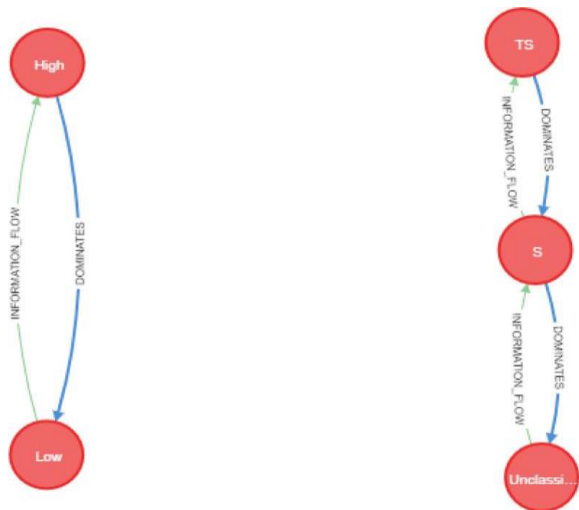 High
INFORMATION_FLOW
DOMINATES
Low
TS
INFORMATION_FLOW
DOMINATES
S
INFORMATION_FLOW
DOMINATES
Unclassi...